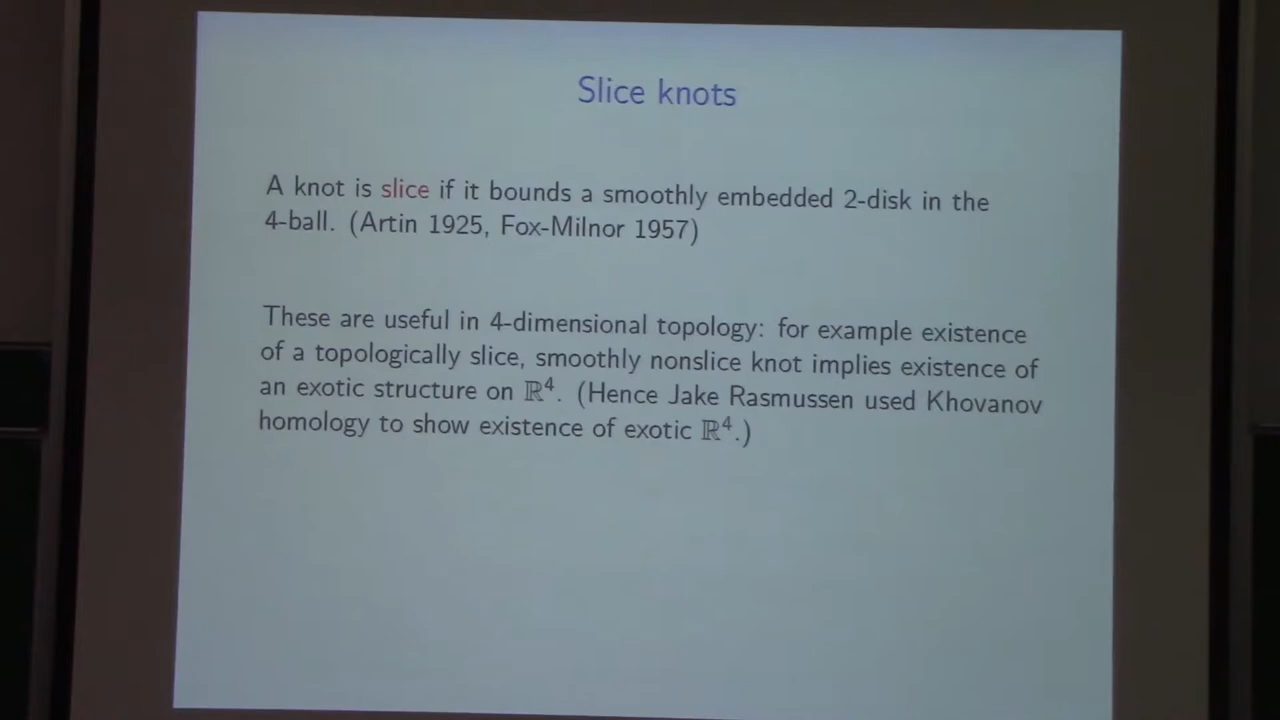 Slice knots
A knot is slice if it bounds a smoothly embedded 2-disk in the
4-ball. (Artin 1925, Fox-Milnor 1957)
These are useful in 4-dimensional topology: for example existence
of a topologically slice, smoothly nonslice knot implies existence of
an exotic structure on ℝ⁴. (Hence Jake Rasmussen used Khovanov
homology to show existence of exotic ℝ⁴.)